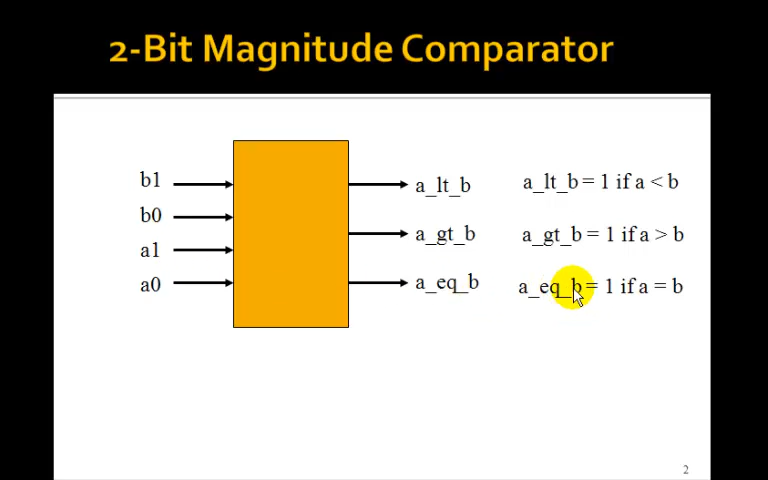 2-Bit Magnitude Comparator
b1
b0
a1
a0
a_lt_b
a_gt_b
a_eq_b
a_lt_b = 1 if a < b
a_gt_b = 1 if a > b
a_eq_b = 1 if a = b
2